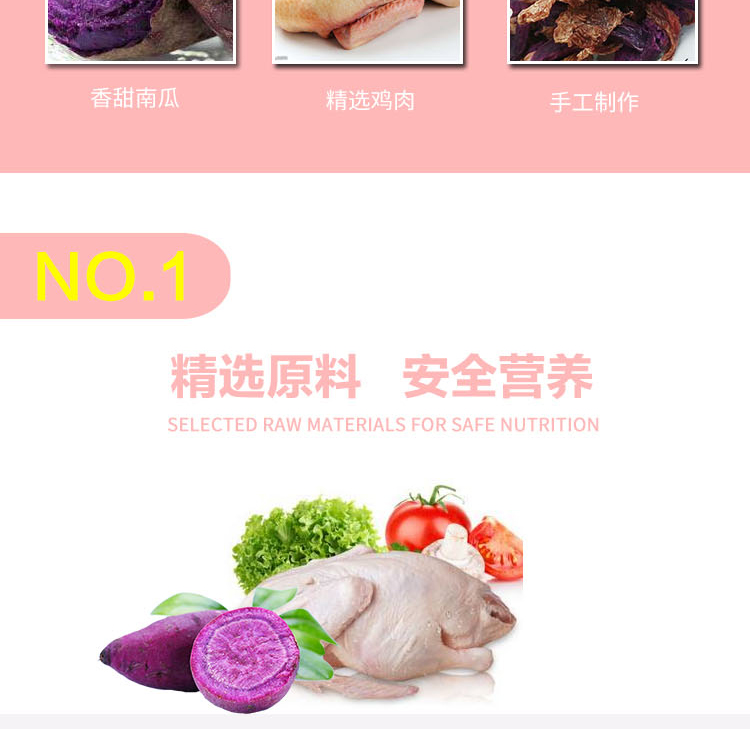 香甜南瓜
精选鸡肉
手工制作
NO.1
精选原料 安全营养
SELECTED RAW MATERIALS FOR SAFE NUTRITION